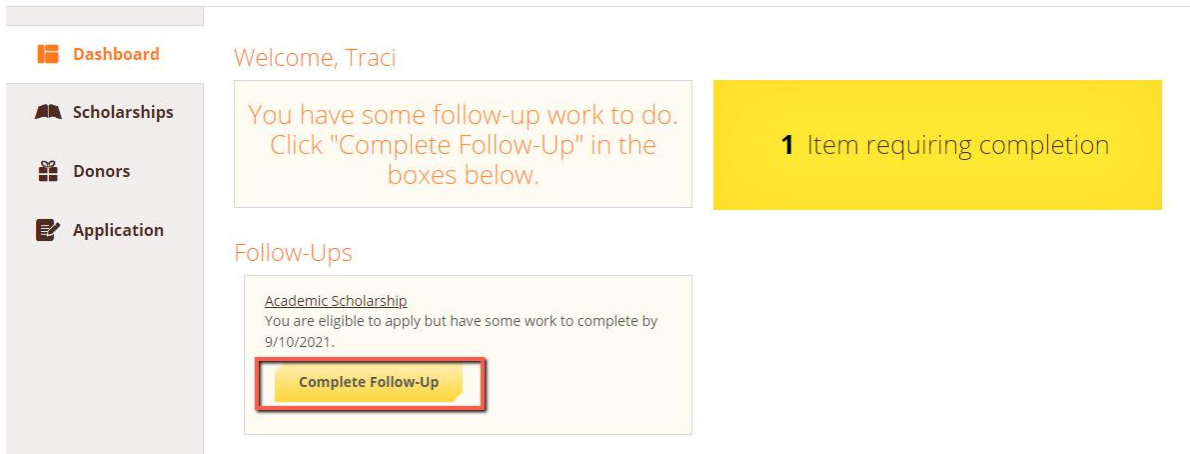 Dashboard
Scholarships
Donors
Application
Welcome, Traci
You have some follow-up work to do.
Click "Complete Follow-Up" in the
boxes below.
1 Item requiring completion
Follow-Ups
Academic Scholarship
You are eligible to apply but have some work to complete by
9/10/2021.
Complete Follow-Up